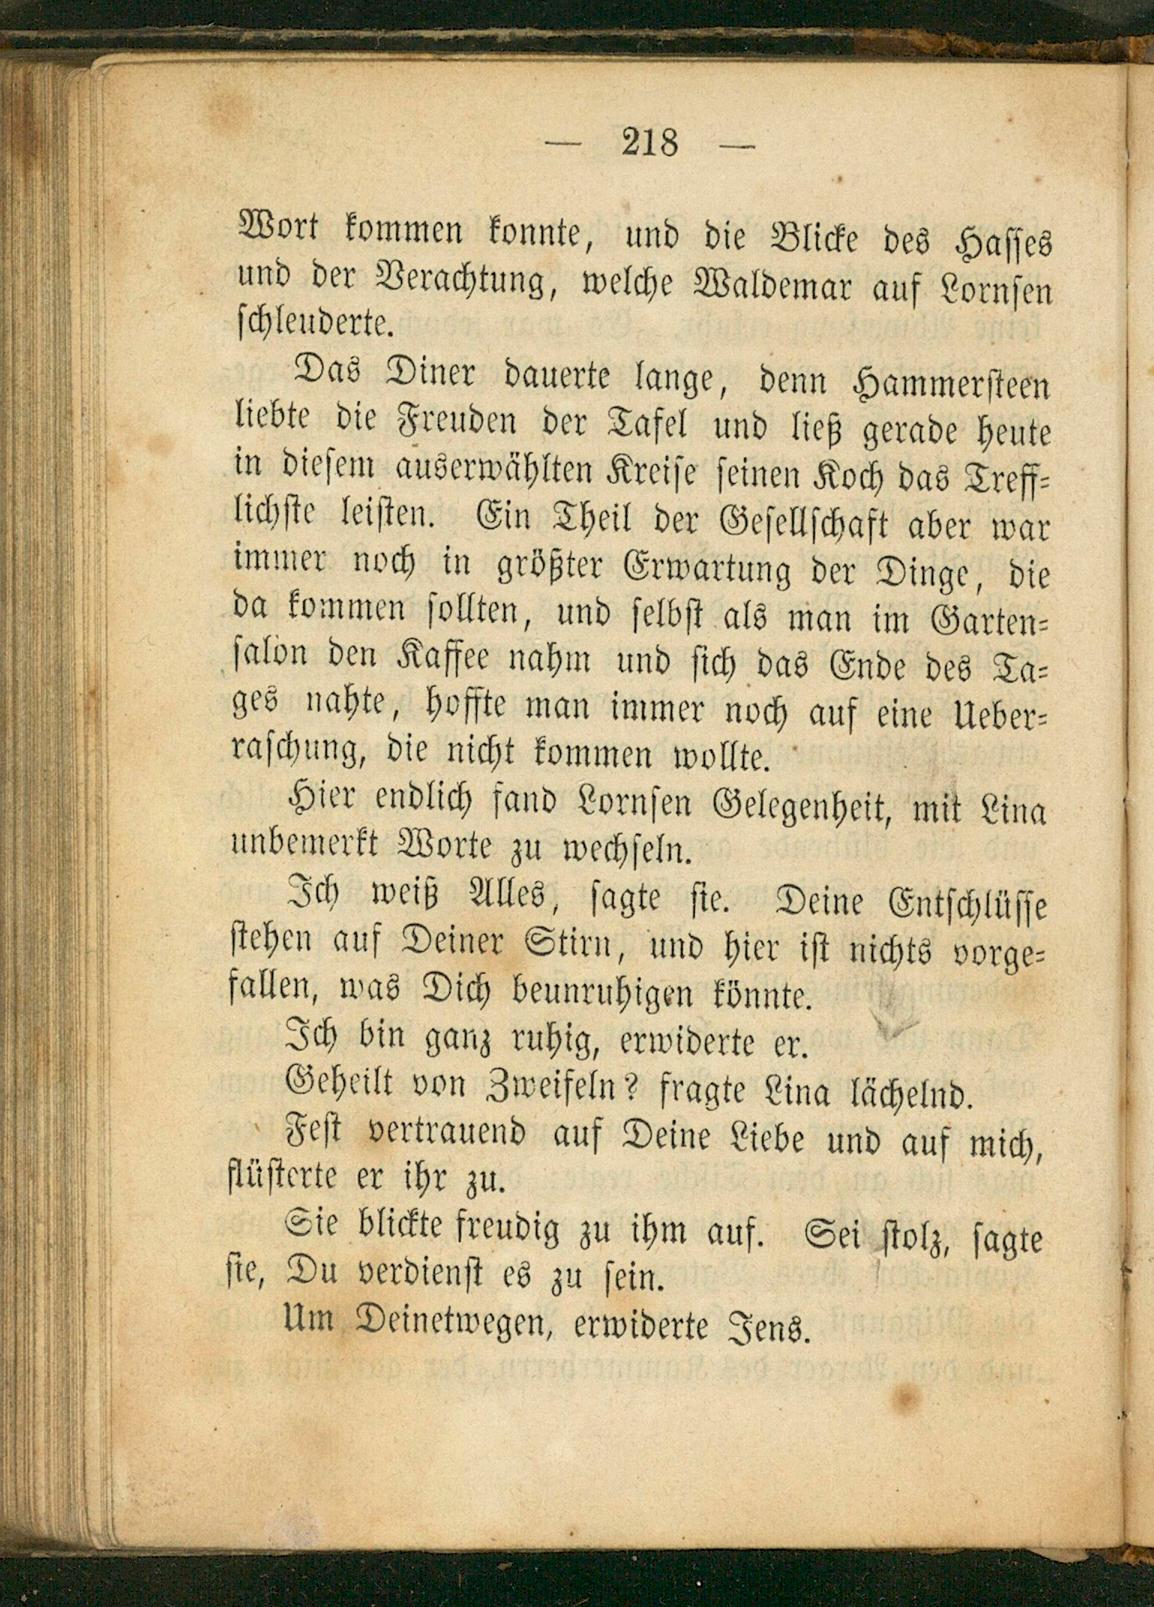 — 218 —
Wort kommen konnte, und die Blicke des Hasses
und der Verachtung, welche Waldemar auf Lornsen
schleuderte.
Das Diner dauerte lange, denn Hammersteen
liebte die Freuden der Tafel und ließ gerade heute
in diesem auserwählten Kreise seinen Koch das Treff-
lichste leisten. Ein Theil der Gesellschaft aber war
immer noch in größter Erwartung der Dinge, die
da kommen sollten, und selbst als man im Garten-
salon den Kaffee nahm und sich das Ende des Ta-
ges nahte, hoffte man immer noch auf eine Ueber-
raschung, die nicht kommen wollte.
Hier endlich fand Lornsen Gelegenheit, mit Lina
unbemerkt Worte zu wechseln.
Ich weiß Alles, sagte sie. Deine Entschlüsse
stehen auf Deiner Stirn, und hier ist nichts vorge-
fallen, was Dich beunruhigen könnte.
Ich bin ganz ruhig, erwiderte er.
Geheilt von Zweifeln? fragte Lina lächelnd.
Fest vertrauend auf Deine Liebe und auf mich,
flüsterte er ihr zu.
Sie blickte freudig zu ihm auf. Sei stolz, sagte
sie, Du verdienst es zu sein.
Um Deinetwegen, erwiderte Jens.